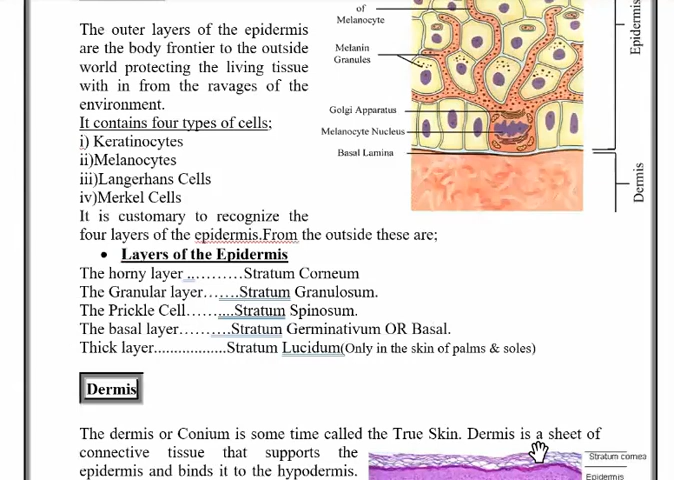 of
of Melanocyte
Melanin
Granules
Golgi Apparatus
Melanocyte Nucleus
Basal Lamina
Epidermis
Dermis
The outer layers of the epidermis
are the body frontier to the outside
world protecting the living tissue
with in from the ravages of the
environment.
It contains four types of cells;
i) Keratinocytes
ii)Melanocytes
iii)Langerhans Cells
iv)Merkel Cells
It is customary to recognize the
four layers of the epidermis.From the outside these are;
• Layers of the Epidermis
The horny layer ..………Stratum Corneum
The Granular layer…….Stratum Granulosum.
The Prickle Cell……....Stratum Spinosum.
The basal layer……….Stratum Germinativum OR Basal.
Thick layer..................Stratum Lucidum(Only in the skin of palms & soles)
Dermis
The dermis or Conium is some time called the True Skin. Dermis is a sheet of
connective tissue that supports the
epidermis and binds it to the hypodermis.
Stratum cornea
Epidermis